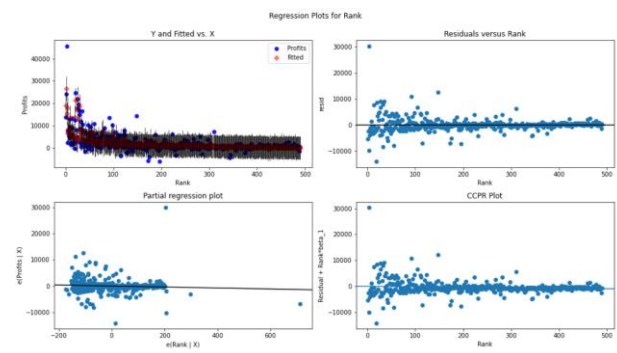 Regression Plots for Rank
Y and Fitted vs. X
Profits
fitted
40000
30000
20000
10000
0
Profits
0
100
200
300
400
500
Rank
Residuals versus Rank
30000
20000
10000
0
−10000
resid
0
100
200
300
400
500
Rank
Partial regression plot
30000
20000
10000
0
−10000
e(Profits | X)
−200
0
200
400
600
e(Rank | X)
CCPR Plot
30000
20000
10000
0
−10000
Residual + Rank*beta_1
0
100
200
300
400
500
Rank